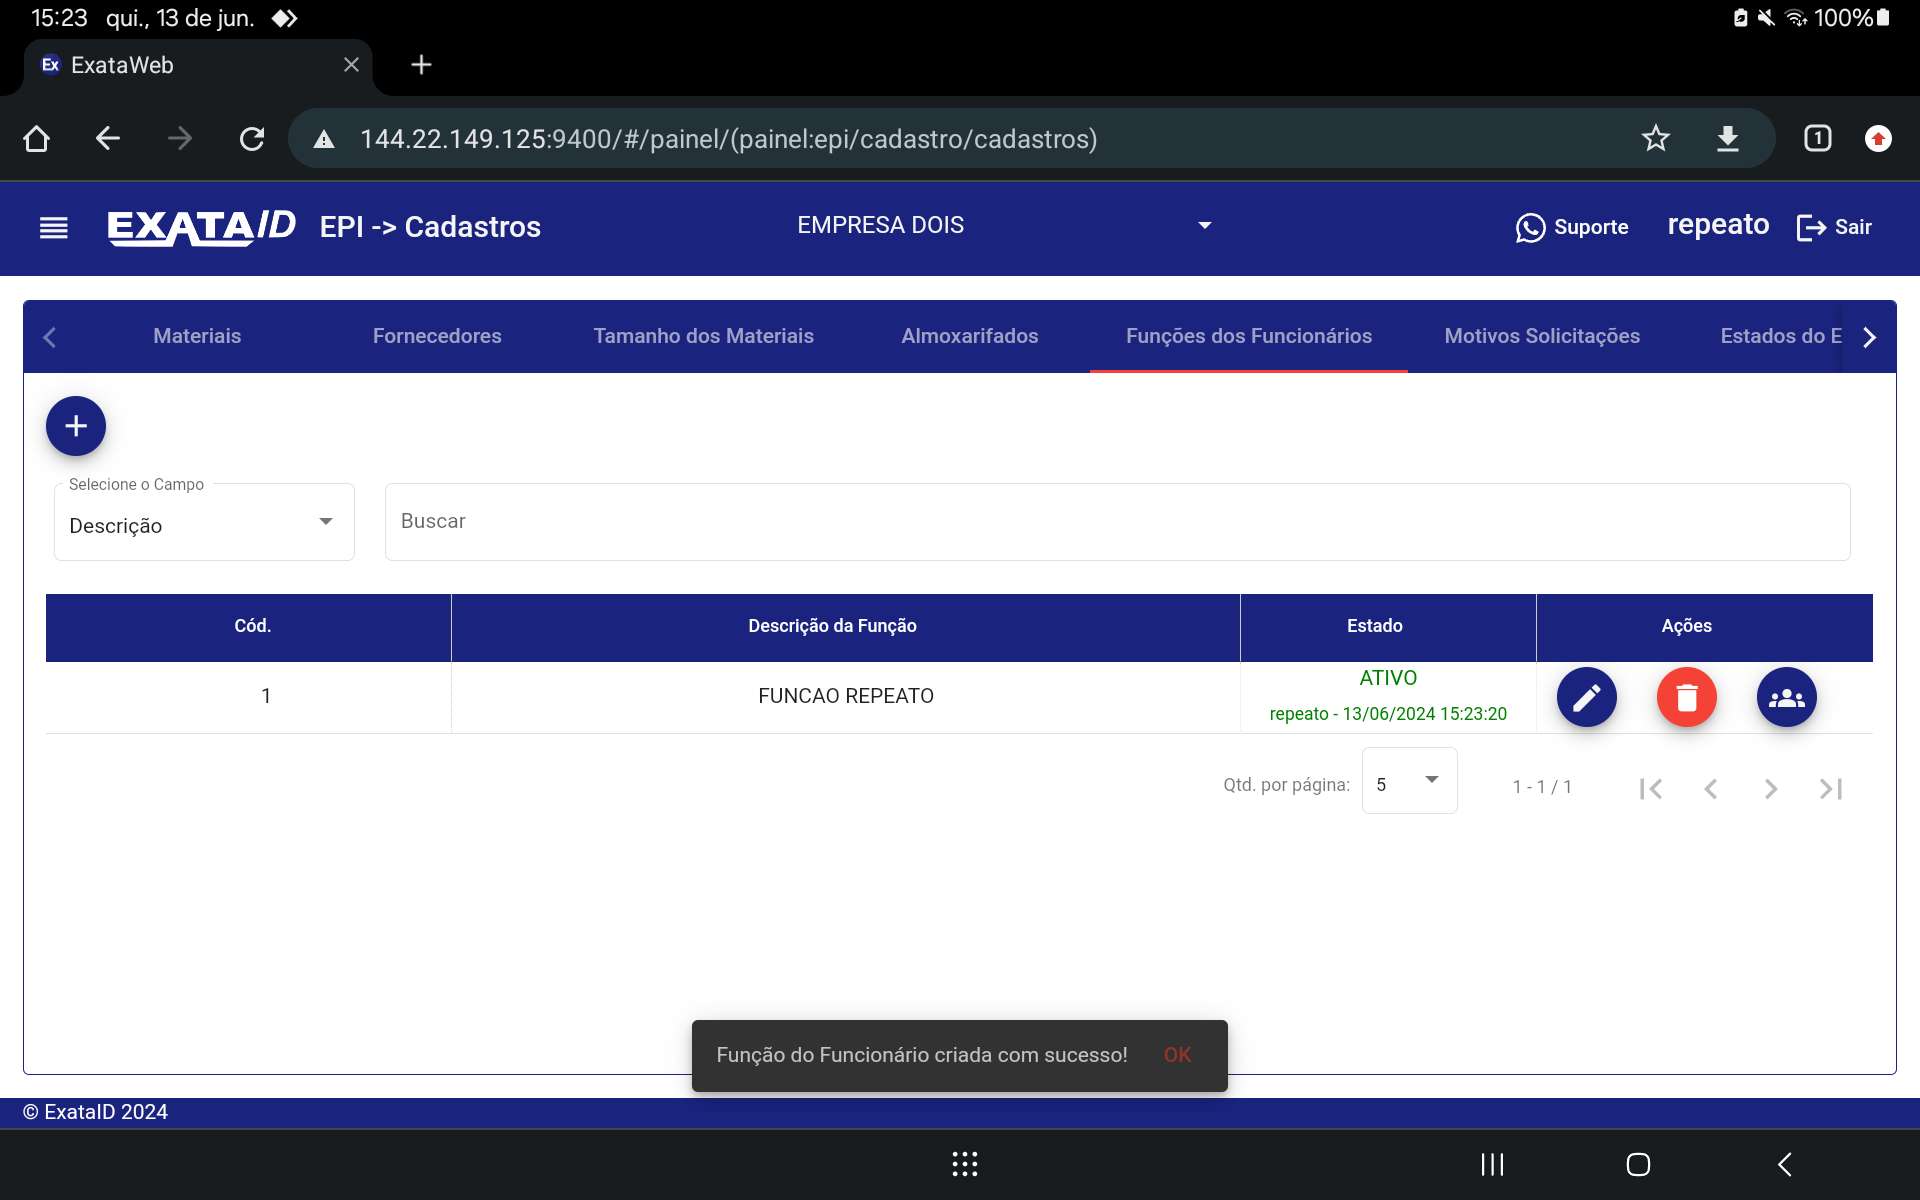 15:23 qui., 13 de jun. 100%
Ex ExataWeb
144.22.149.125:9400/#/painel/(painel:epi/cadastro/cadastros) 1
EXATAID EPI -> Cadastros EMPRESA DOIS Suporte repeato Sair
Materiais Fornecedores Tamanho dos Materiais Almoxarifados Funções dos Funcionários Motivos Solicitações Estados do E
Selecione o Campo
Descrição Buscar
Cód. Descrição da Função Estado Ações
1 FUNCAO REPEATO ATIVO
repeato - 13/06/2024 15:23:20
Qtd. por página: 5 1 - 1 / 1
Função do Funcionário criada com sucesso! OK
© ExataID 2024